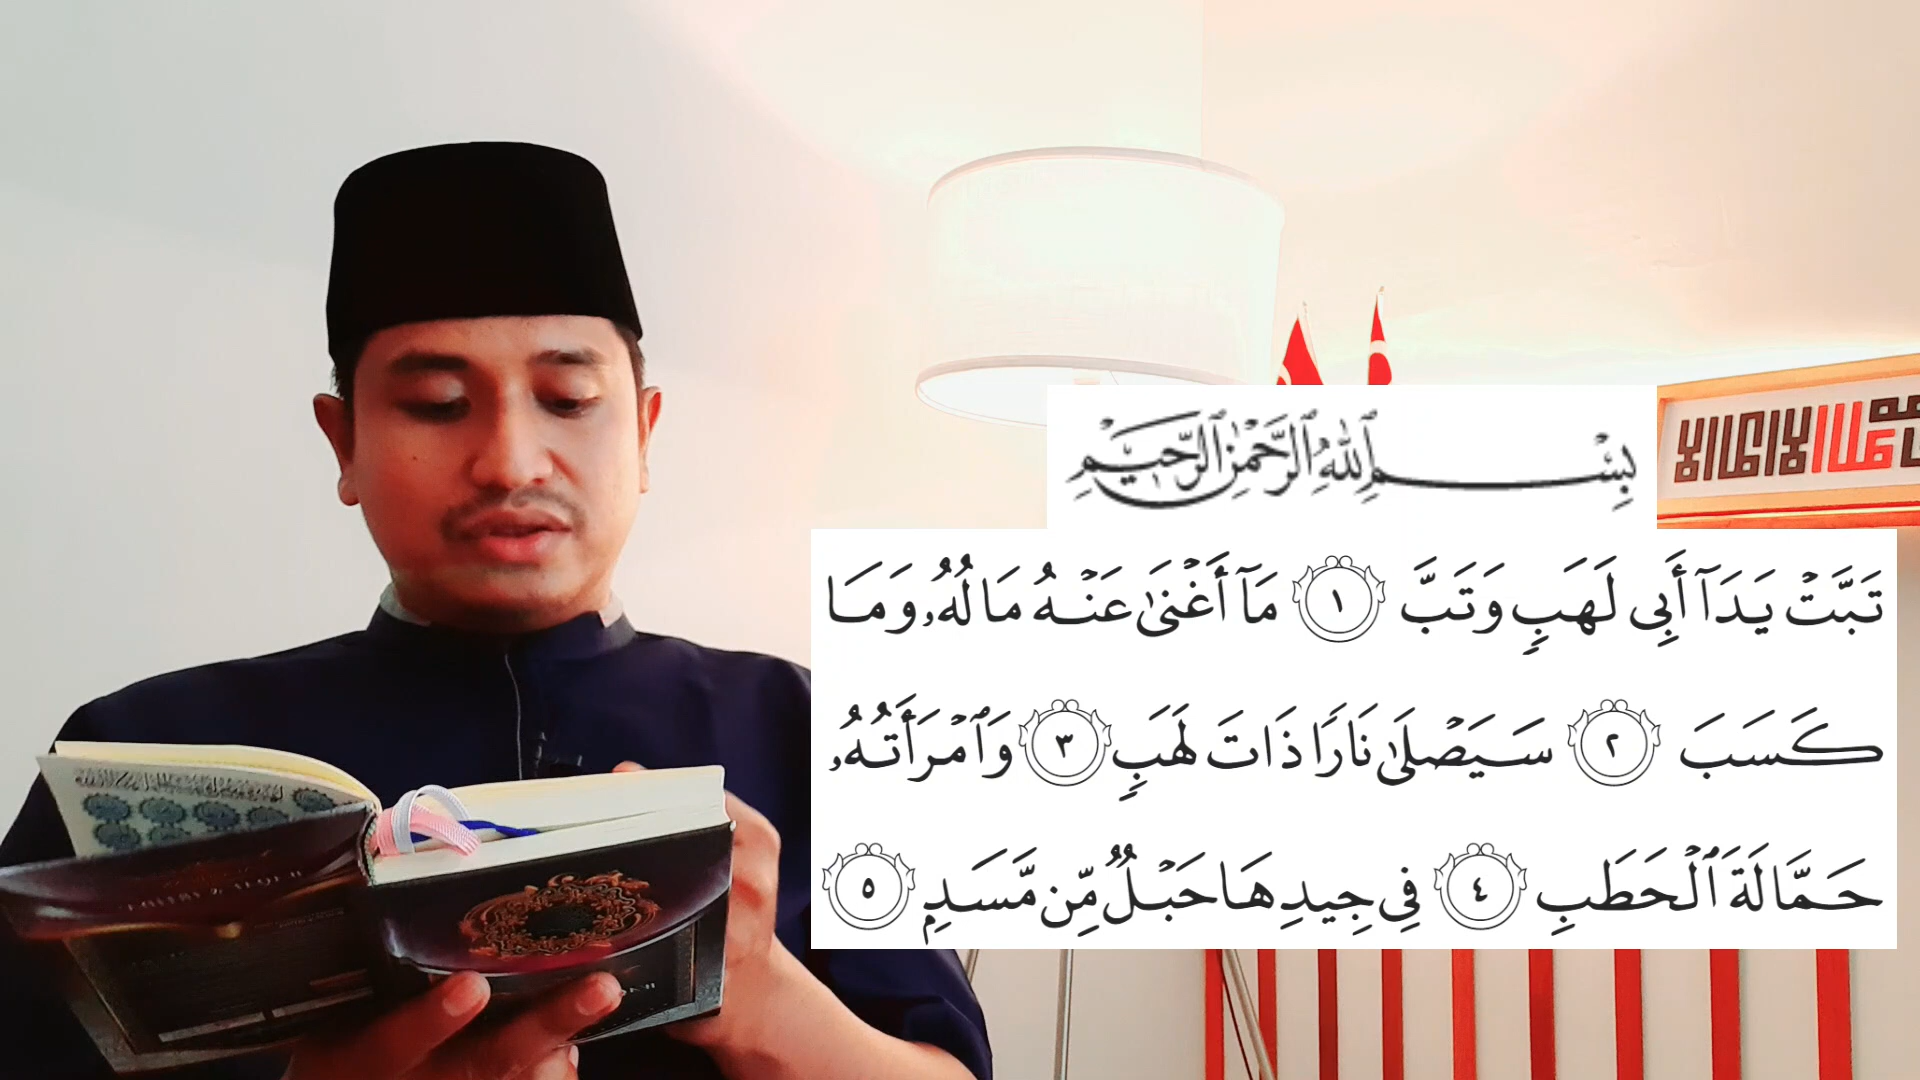 بِسْمِ ٱللَّهِ ٱلرَّحْمَٰنِ ٱلرَّحِيمِ
تَبَّتْ يَدَآ أَبِى لَهَبٍ وَتَبَّ ١ مَآ أَغْنَىٰ عَنْهُ مَالُهُۥ وَمَا
كَسَبَ ٢ سَيَصْلَىٰ نَارًا ذَاتَ لَهَبٍ ٣ وَٱمْرَأَتُهُۥ
حَمَّالَةَ ٱلْحَطَبِ ٤ فِى جِيدِهَا حَبْلٌ مِّن مَّسَدٍۭ ٥